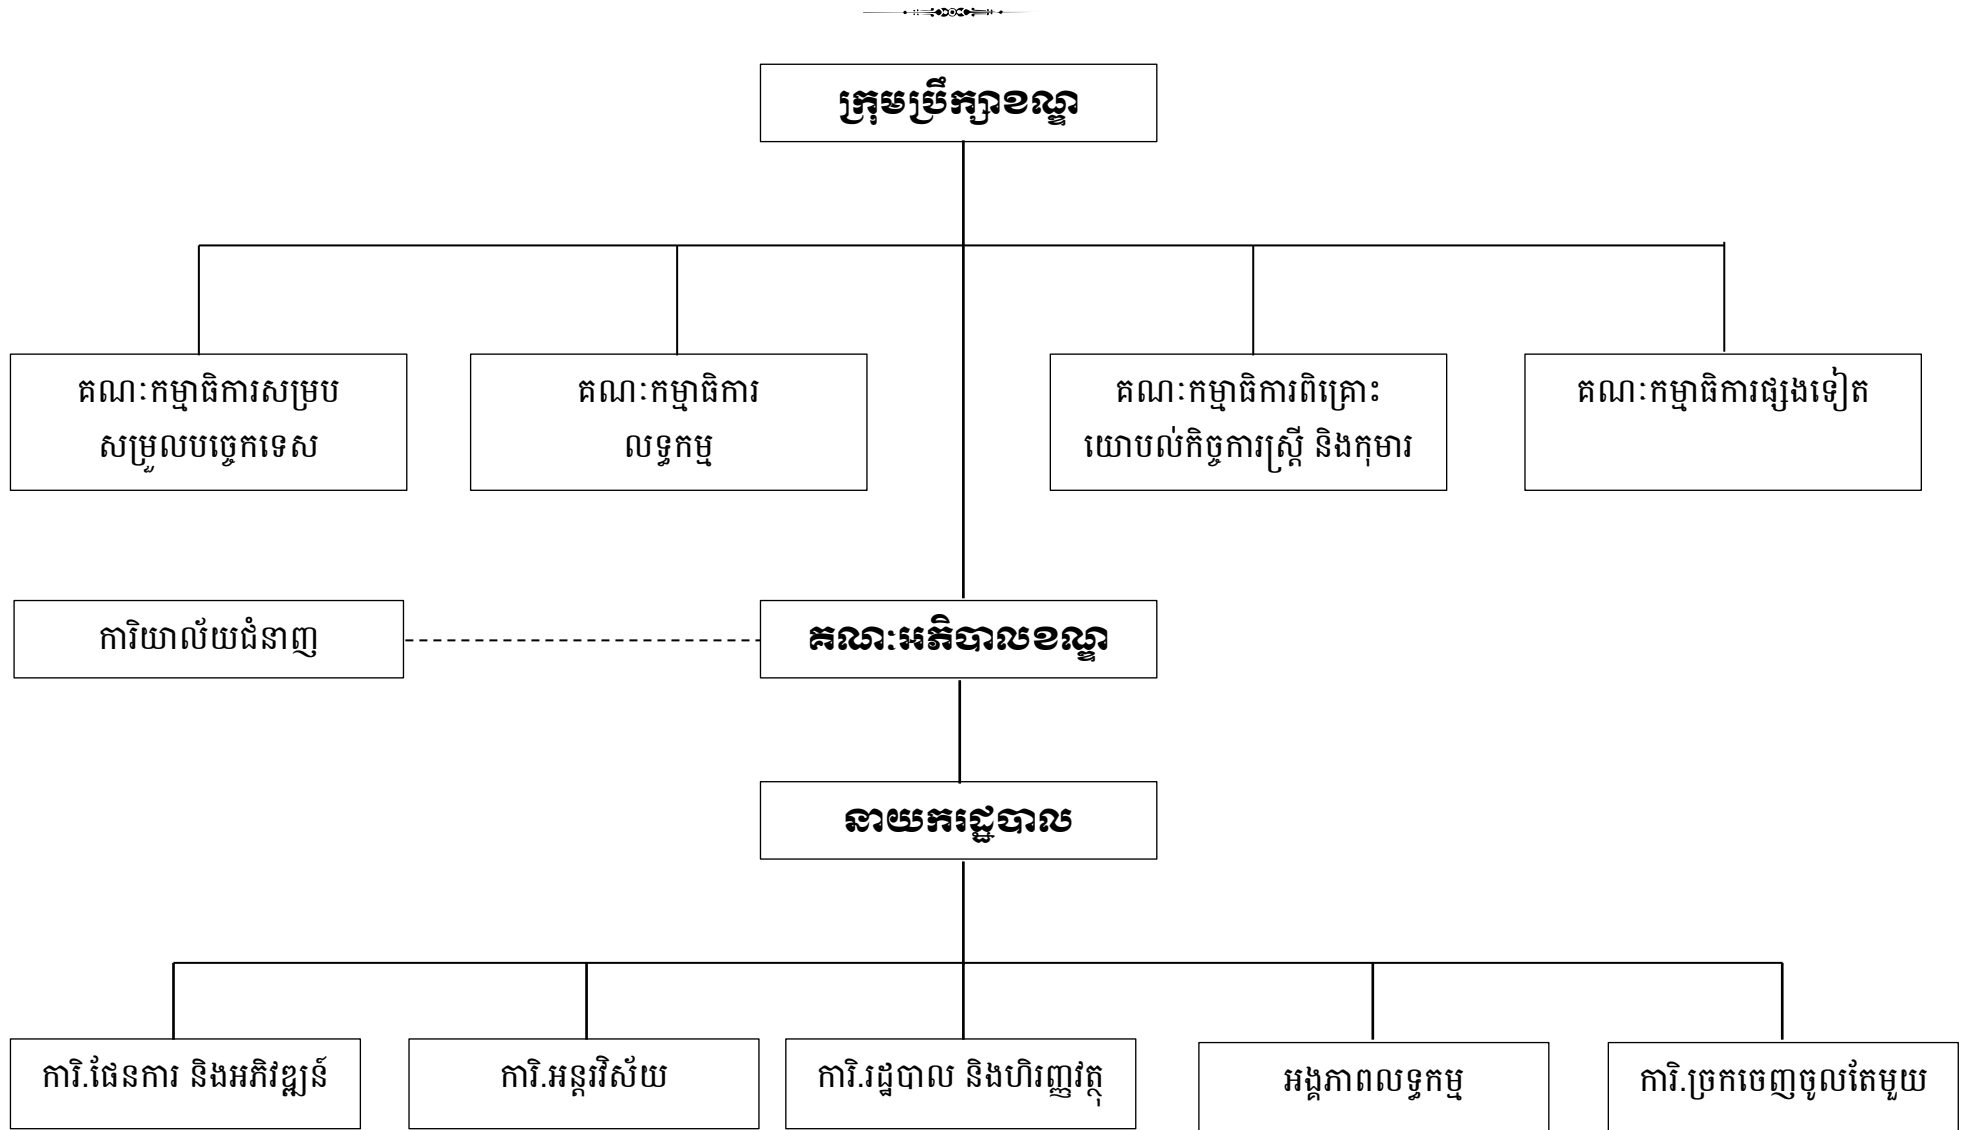 ក្រុមប្រឹក្សាខណ្ឌ
គណៈកម្មាធិការសម្រប
សម្រួលបច្ចេកទេស
គណៈកម្មាធិការ
លទ្ធកម្ម
គណៈកម្មាធិការពិគ្រោះ
យោបល់កិច្ចការស្ត្រី និងកុមារ
គណៈកម្មាធិការផ្សងទៀត
ការិយាល័យជំនាញ
គណៈអភិបាលខណ្ឌ
នាយករដ្ឋបាល
ការិ.ផែនការ និងអភិវឌ្ឍន៍
ការិ.អន្តរវិស័យ
ការិ.រដ្ឋបាល និងហិរញ្ញវត្ថុ
អង្គភាពលទ្ធកម្ម
ការិ.ច្រកចេញចូលតែមួយ